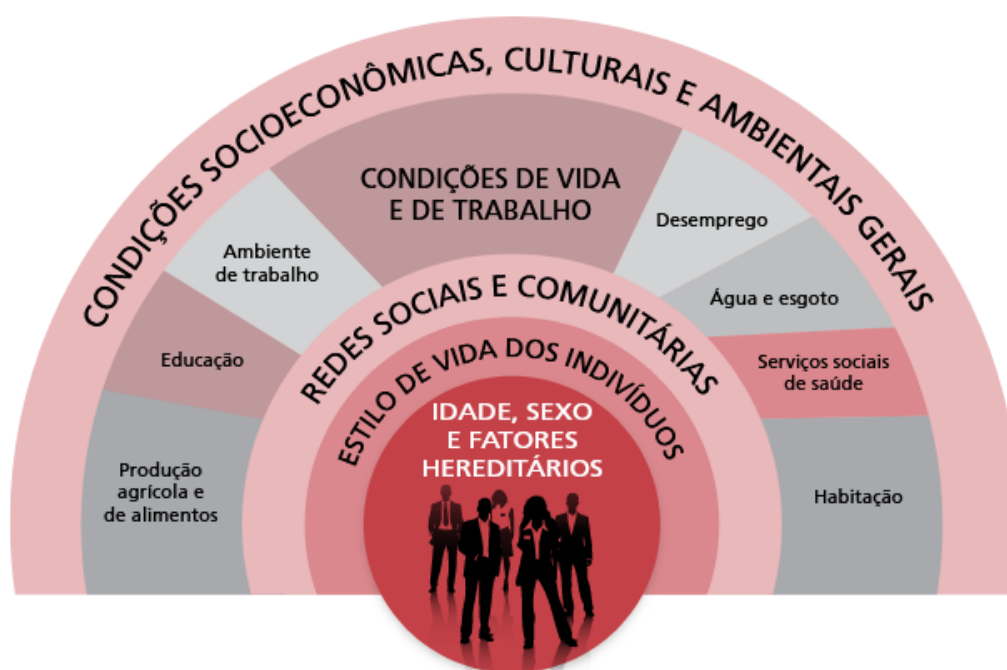 CONDIÇÕES SOCIOECONÔMICAS, CULTURAIS E AMBIENTAIS GERAIS
CONDIÇÕES DE VIDA
E DE TRABALHO
Produção
agrícola e
de alimentos
Educação
Ambiente
de trabalho
Desemprego
Água e esgoto
Serviços sociais
de saúde
Habitação
REDES SOCIAIS E COMUNITÁRIAS
ESTILO DE VIDA DOS INDIVÍDUOS
IDADE, SEXO
E FATORES
HEREDITÁRIOS